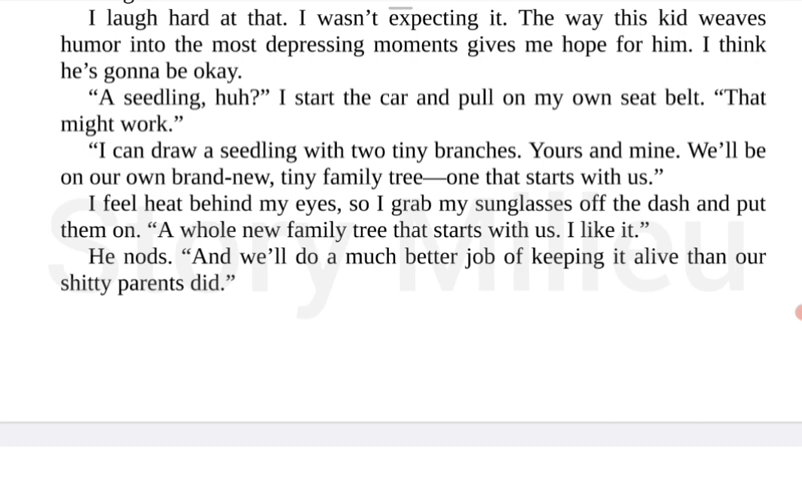 I laugh hard at that. I wasn’t expecting it. The way this kid weaves
humor into the most depressing moments gives me hope for him. I think
he’s gonna be okay.
“A seedling, huh?” I start the car and pull on my own seat belt. “That
might work.”
“I can draw a seedling with two tiny branches. Yours and mine. We’ll be
on our own brand-new, tiny family tree—one that starts with us.”
I feel heat behind my eyes, so I grab my sunglasses off the dash and put
them on. “A whole new family tree that starts with us. I like it.”
He nods. “And we’ll do a much better job of keeping it alive than our
shitty parents did.”
Story Milieu